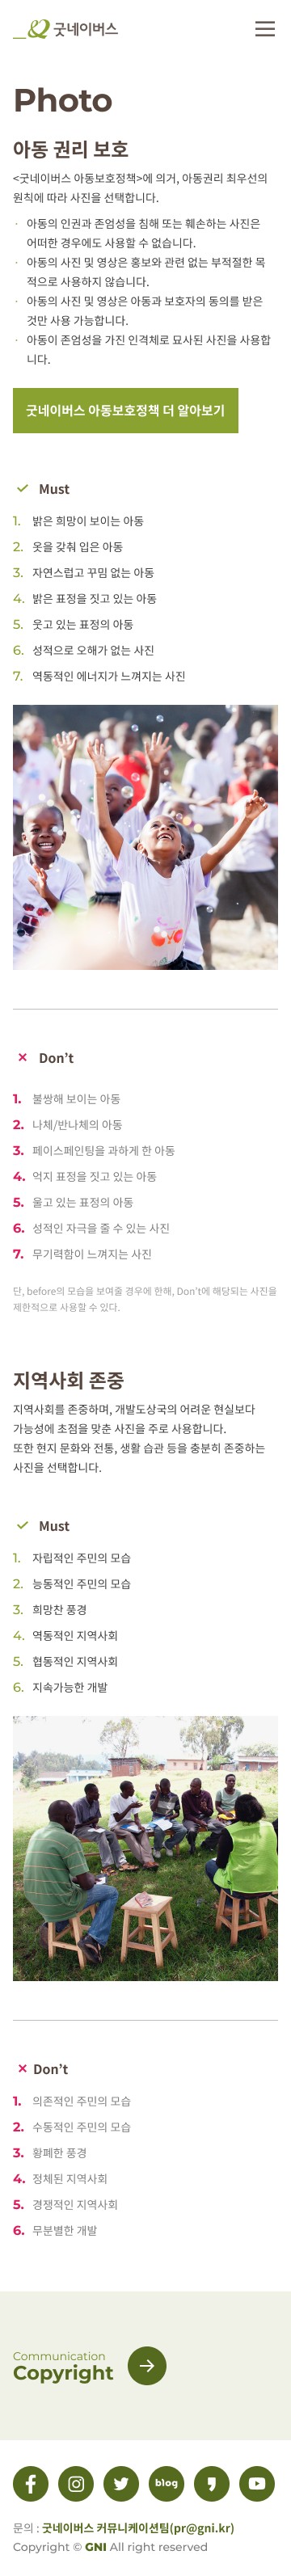 굿네이버스
Photo
아동 권리 보호
<굿네이버스 아동보호정책>에 의거, 아동권리 최우선의
원칙에 따라 사진을 선택합니다.
· 아동의 인권과 존엄성을 침해 또는 훼손하는 사진은
어떠한 경우에도 사용할 수 없습니다.
· 아동의 사진 및 영상은 홍보와 관련 없는 부적절한 목
적으로 사용하지 않습니다.
· 아동의 사진 및 영상은 아동과 보호자의 동의를 받은
것만 사용 가능합니다.
· 아동이 존엄성을 가진 인격체로 묘사된 사진을 사용합
니다.
굿네이버스 아동보호정책 더 알아보기
Must
1. 밝은 희망이 보이는 아동
2. 옷을 갖춰 입은 아동
3. 자연스럽고 꾸밈 없는 아동
4. 밝은 표정을 짓고 있는 아동
5. 웃고 있는 표정의 아동
6. 성적으로 오해가 없는 사진
7. 역동적인 에너지가 느껴지는 사진
Don’t
1. 불쌍해 보이는 아동
2. 나체/반나체의 아동
3. 페이스페인팅을 과하게 한 아동
4. 억지 표정을 짓고 있는 아동
5. 울고 있는 표정의 아동
6. 성적인 자극을 줄 수 있는 사진
7. 무기력함이 느껴지는 사진
단, before의 모습을 보여줄 경우에 한해, Don’t에 해당되는 사진을
제한적으로 사용할 수 있다.
지역사회 존중
지역사회를 존중하며, 개발도상국의 어려운 현실보다
가능성에 초점을 맞춘 사진을 주로 사용합니다.
또한 현지 문화와 전통, 생활 습관 등을 충분히 존중하는
사진을 선택합니다.
Must
1. 자립적인 주민의 모습
2. 능동적인 주민의 모습
3. 희망찬 풍경
4. 역동적인 지역사회
5. 협동적인 지역사회
6. 지속가능한 개발
Don’t
1. 의존적인 주민의 모습
2. 수동적인 주민의 모습
3. 황폐한 풍경
4. 정체된 지역사회
5. 경쟁적인 지역사회
6. 무분별한 개발
Communication
Copyright
blog
문의 : 굿네이버스 커뮤니케이션팀(pr@gni.kr)
Copyright © GNI All right reserved